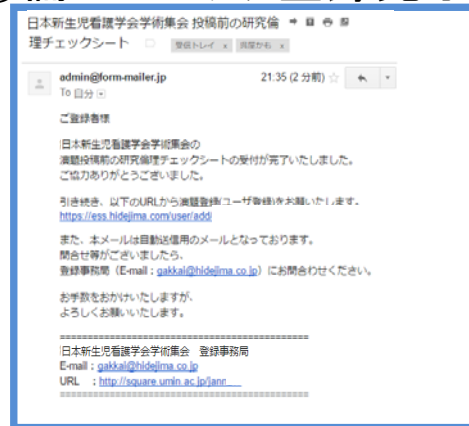 日本新生児看護学会学術集会 投稿前の研究倫
理チェックシート
受信トレイ x
admin@form-mailer.jp
21:35 (2 分前)
To 自分
ご登録者様
日本新生児看護学会学術集会の
演題投稿前の研究倫理チェックシートの受付が完了いたしました。
ご協力ありがとうございました。
引き続き、以下のURLから演題登録(ユーザ登録)をお願いいたします。
https://ess.hidejima.com/user/add/
また、本メールは自動送信用のメールとなっております。
問合せ等がございましたら、
登録事務局（E-mail : gakkai@hidejima.co.jp）にお問合わせください。
お手数をおかけいたしますが、
よろしくお願いいたします。
============================================
日本新生児看護学会学術集会　登録事務局
E-mail : gakkai@hidejima.co.jp
URL　: http://square.umin.ac.jp/jann
============================================